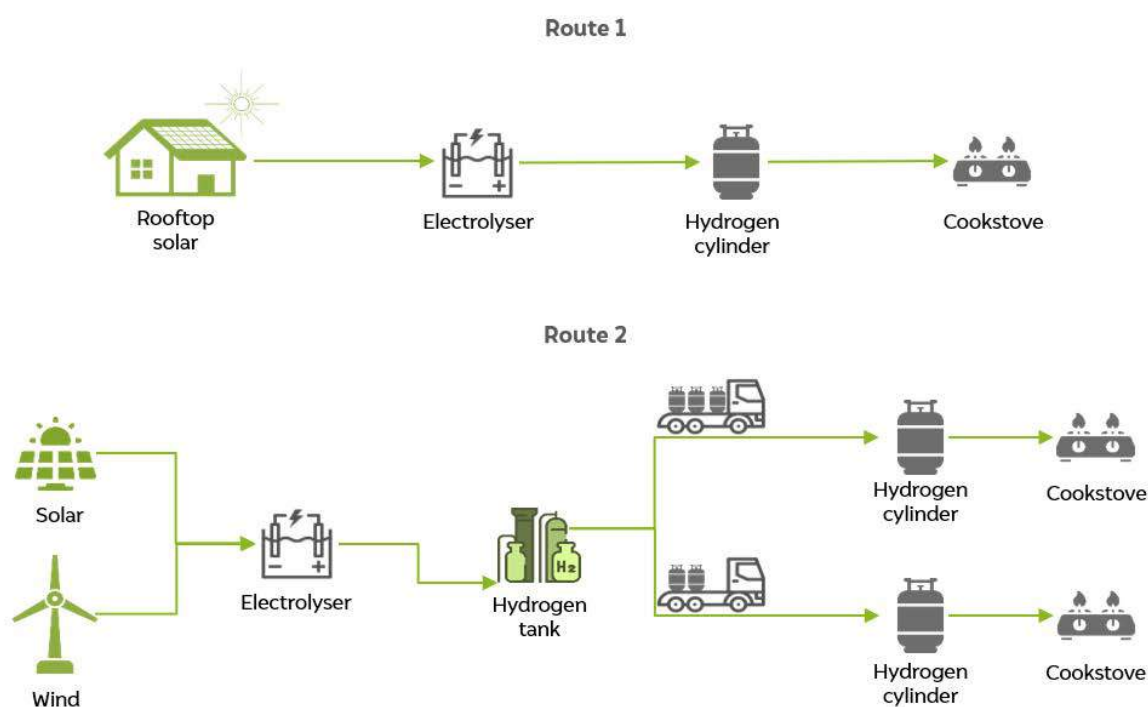 Route 1
Rooftop
solar
Electrolyser
Hydrogen
cylinder
Cookstove
Route 2
Solar
Wind
Electrolyser
H2
Hydrogen
tank
Hydrogen
cylinder
Cookstove
Hydrogen
cylinder
Cookstove